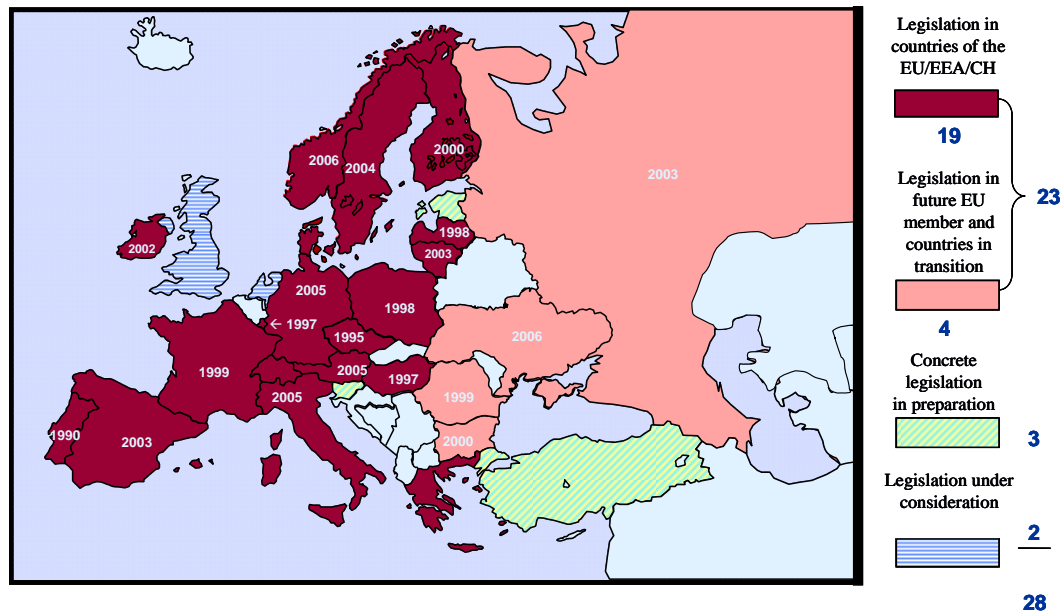 Legislation in
countries of the
EU/EEA/CH
19
Legislation in
future EU
member and
countries in
transition
23
4
Concrete
legislation
in preparation
3
Legislation under
consideration
2
28
2006
2004
2000
2003
2002
1998
2003
2005
1998
← 1997
1995
2006
1999
2005
1997
2005
1999
1990
2003
2000